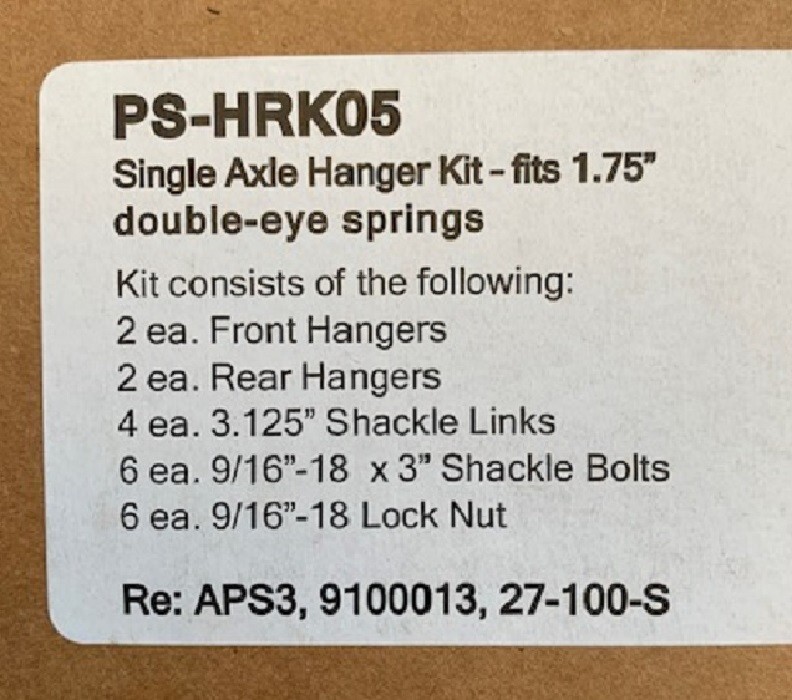 PS-HRK05
Single Axle Hanger Kit - fits 1.75"
double-eye springs
Kit consists of the following:
2 ea. Front Hangers
2 ea. Rear Hangers
4 ea. 3.125" Shackle Links
6 ea. 9/16"-18 x 3" Shackle Bolts
6 ea. 9/16"-18 Lock Nut
Re: APS3, 9100013, 27-100-S